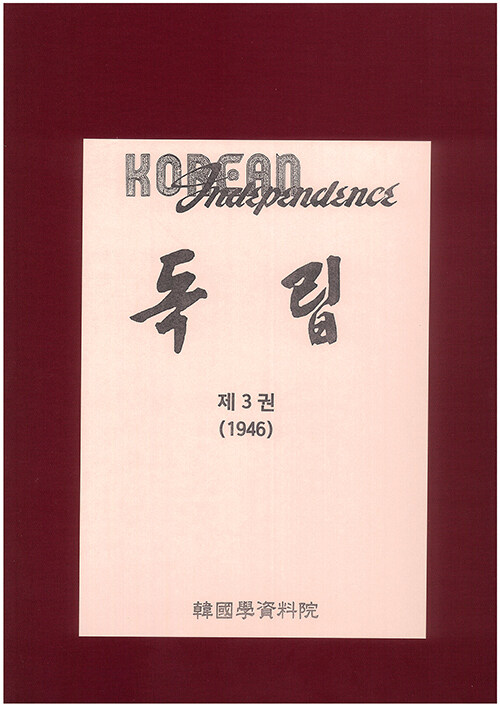 KOREAN
Independence
독 립
제 3 권
(1946)
韓國學資料院